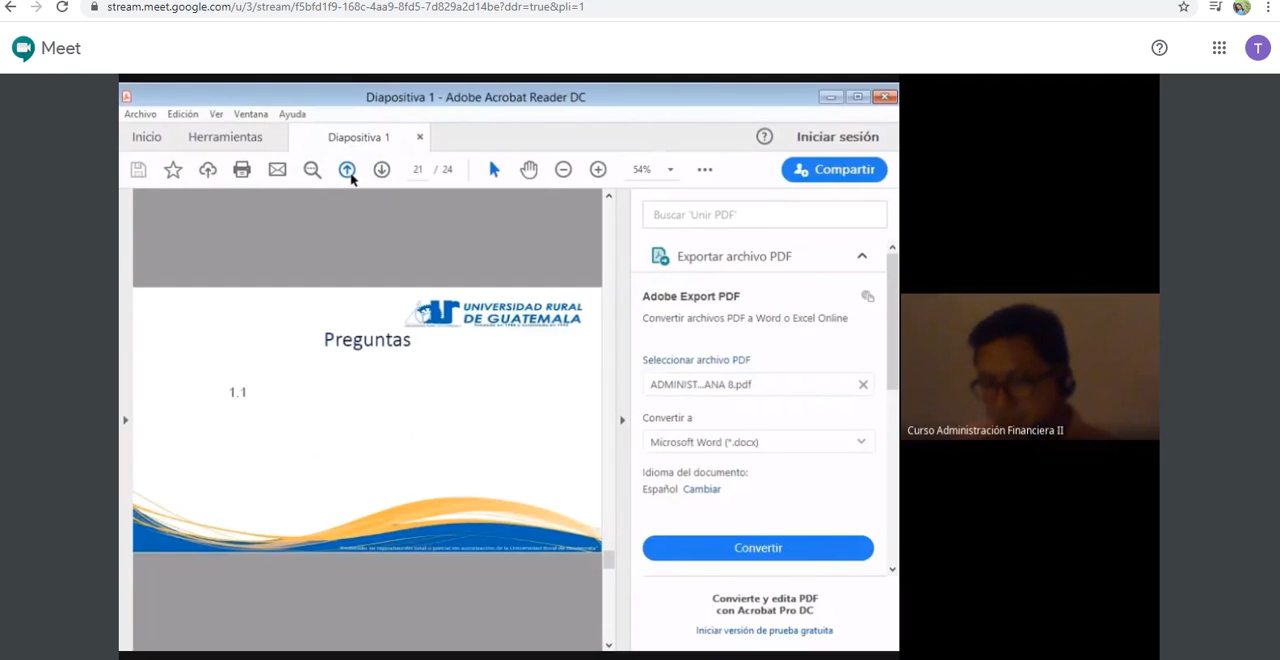 stream.meet.google.com/u/3/stream/f5bfd1f9-168c-4aa9-8fd5-7d829a2d14be?ddr=true&pli=1
Meet
T
Diapositiva 1 - Adobe Acrobat Reader DC
Archivo Edición Ver Ventana Ayuda
Inicio Herramientas Diapositiva 1 × Iniciar sesión
21 / 24 54% Compartir
Buscar 'Unir PDF'
Exportar archivo PDF
Adobe Export PDF
Convertir archivos PDF a Word o Excel Online
Seleccionar archivo PDF
ADMINIST...ANA 8.pdf
Convertir a
Microsoft Word (*.docx)
Idioma del documento:
Español Cambiar
Convertir
Convierte y edita PDF
con Acrobat Pro DC
Iniciar versión de prueba gratuita
UNIVERSIDAD RURAL
DE GUATEMALA
Preguntas
1.1
Curso Administración Financiera II